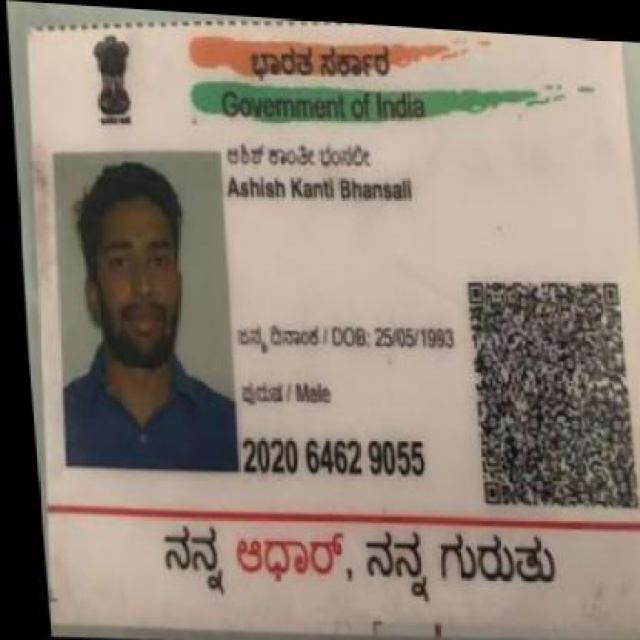 ಭಾರತ ಸರ್ಕಾರ
Government of India
ಆಶಿಶ್ ಕಾಂತೀ ಭಂಸಲೀ
Ashish Kanti Bhansali
ಜನ್ಮ ದಿನಾಂಕ / DOB: 25/05/1993
ಪುರುಷ / Male
2020 6462 9055
ನನ್ನ ಆಧಾರ್, ನನ್ನ ಗುರುತು